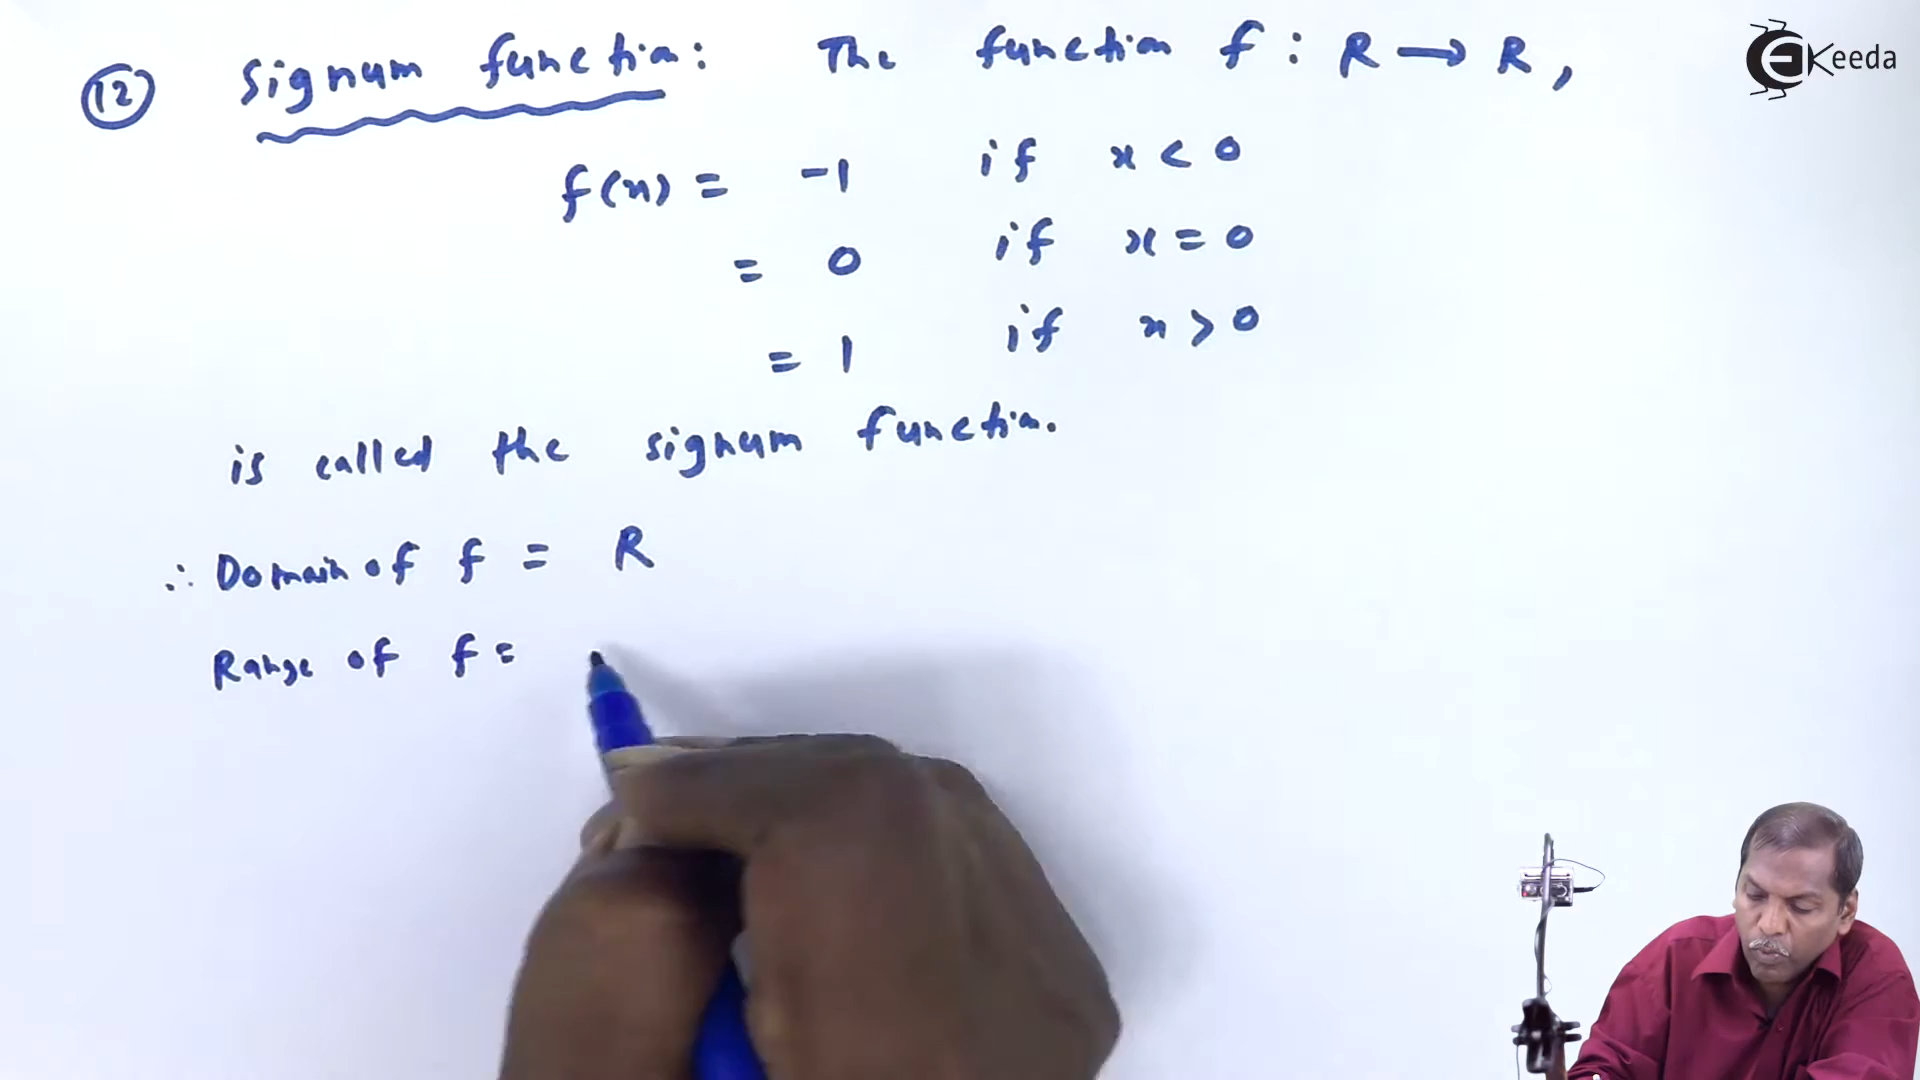 ⑫ Signum function: The function f : R → R,
f(x) = -1 if x < 0
= 0 if x = 0
= 1 if x > 0
is called the signum function.
∴ Domain of f = R
Range of f =
EKeeda